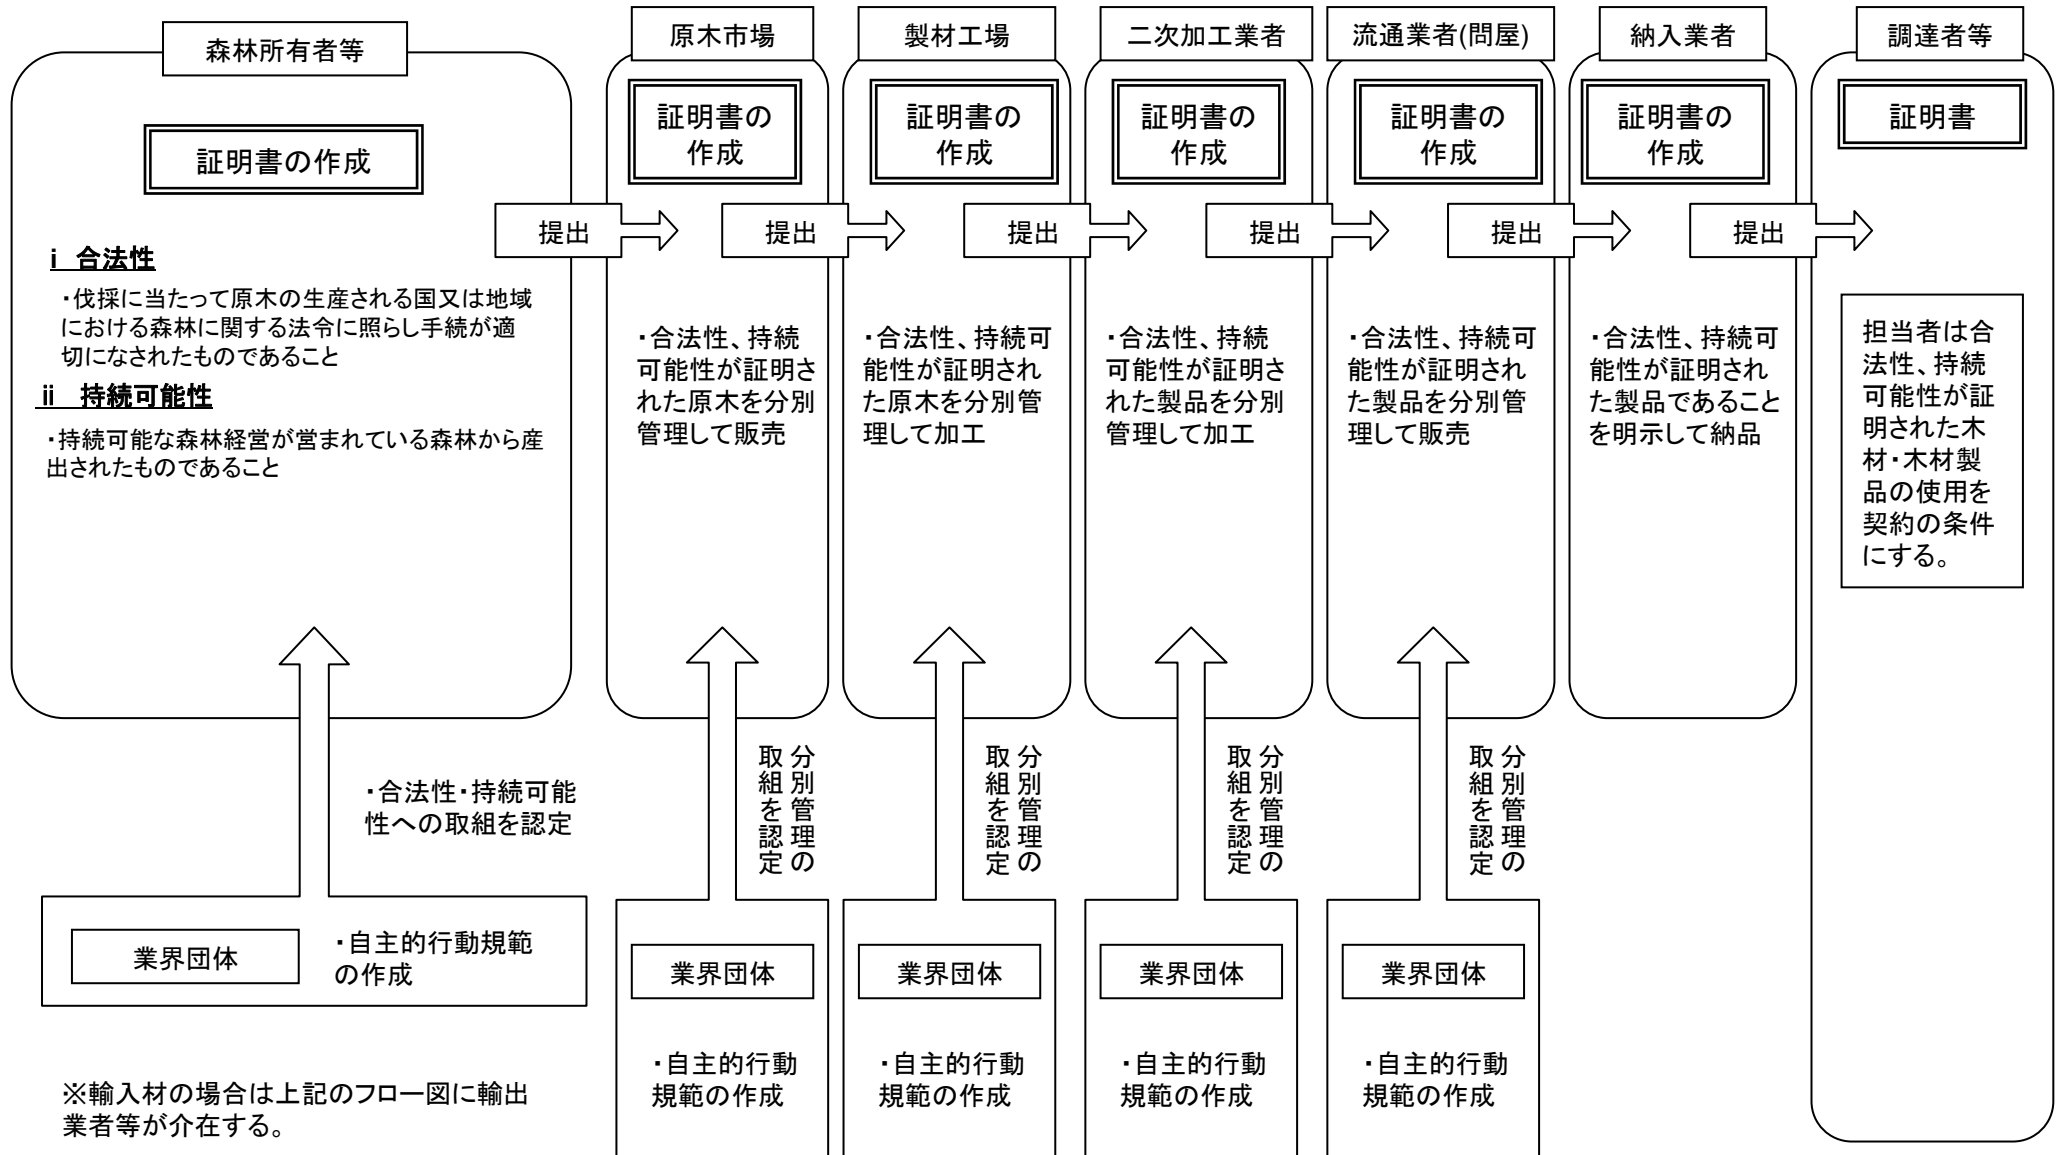 森林所有者等
証明書の作成
ⅰ 合法性
・伐採に当たって原木の生産される国又は地域
における森林に関する法令に照らし手続が適
切になされたものであること
ⅱ 持続可能性
・持続可能な森林経営が営まれている森林から産
出されたものであること
提出
原木市場
証明書の
作成
・合法性、持続
可能性が証明さ
れた原木を分別
管理して販売
提出
製材工場
証明書の
作成
・合法性、持続可
能性が証明され
た原木を分別管
理して加工
提出
二次加工業者
証明書の
作成
・合法性、持続
可能性が証明さ
れた製品を分別
管理して加工
提出
流通業者(問屋)
証明書の
作成
・合法性、持続可
能性が証明され
た製品を分別管
理して販売
提出
納入業者
証明書の
作成
・合法性、持続可
能性が証明され
た製品であること
を明示して納品
提出
調達者等
証明書
担当者は合
法性、持続
可能性が証
明された木
材・木材製
品の使用を
契約の条件
にする。
・合法性・持続可能
性への取組を認定
業界団体
・自主的行動規範
の作成
分別管理の
取組を認定
業界団体
・自主的行動
規範の作成
分別管理の
取組を認定
業界団体
・自主的行動
規範の作成
分別管理の
取組を認定
業界団体
・自主的行動
規範の作成
分別管理の
取組を認定
業界団体
・自主的行動
規範の作成
※輸入材の場合は上記のフロー図に輸出
業者等が介在する。